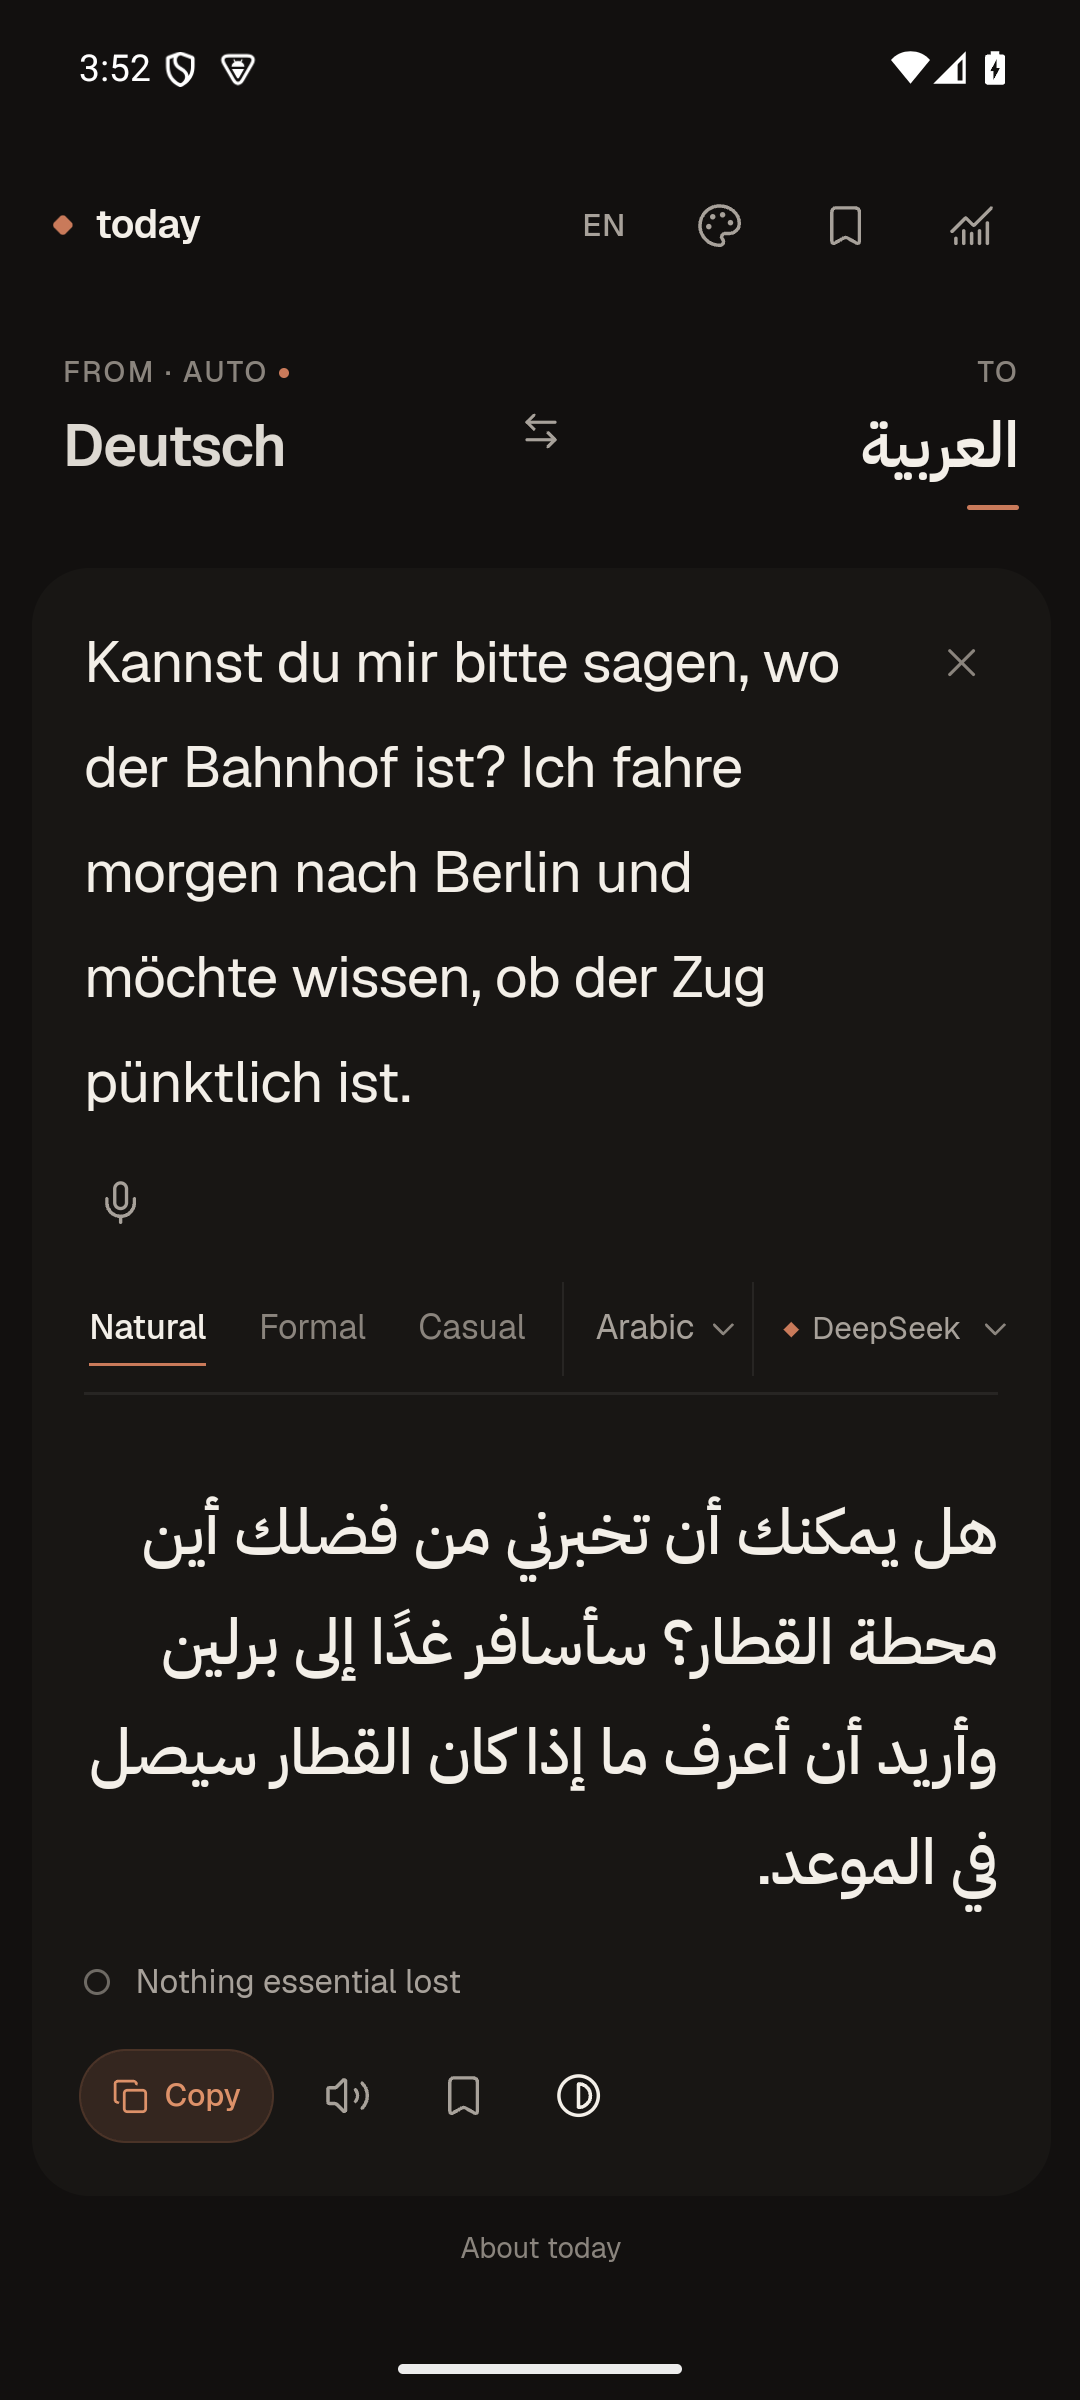 3:52
today
EN
FROM · AUTO
TO
Deutsch
العربية
Kannst du mir bitte sagen, wo
der Bahnhof ist? Ich fahre
morgen nach Berlin und
möchte wissen, ob der Zug
pünktlich ist.
Natural Formal Casual Arabic DeepSeek
هل يمكنك أن تخبرني من فضلك أين
محطة القطار؟ سأسافر غدًا إلى برلين
وأريد أن أعرف ما إذا كان القطار سيصل
في الموعد.
Nothing essential lost
Copy
About today